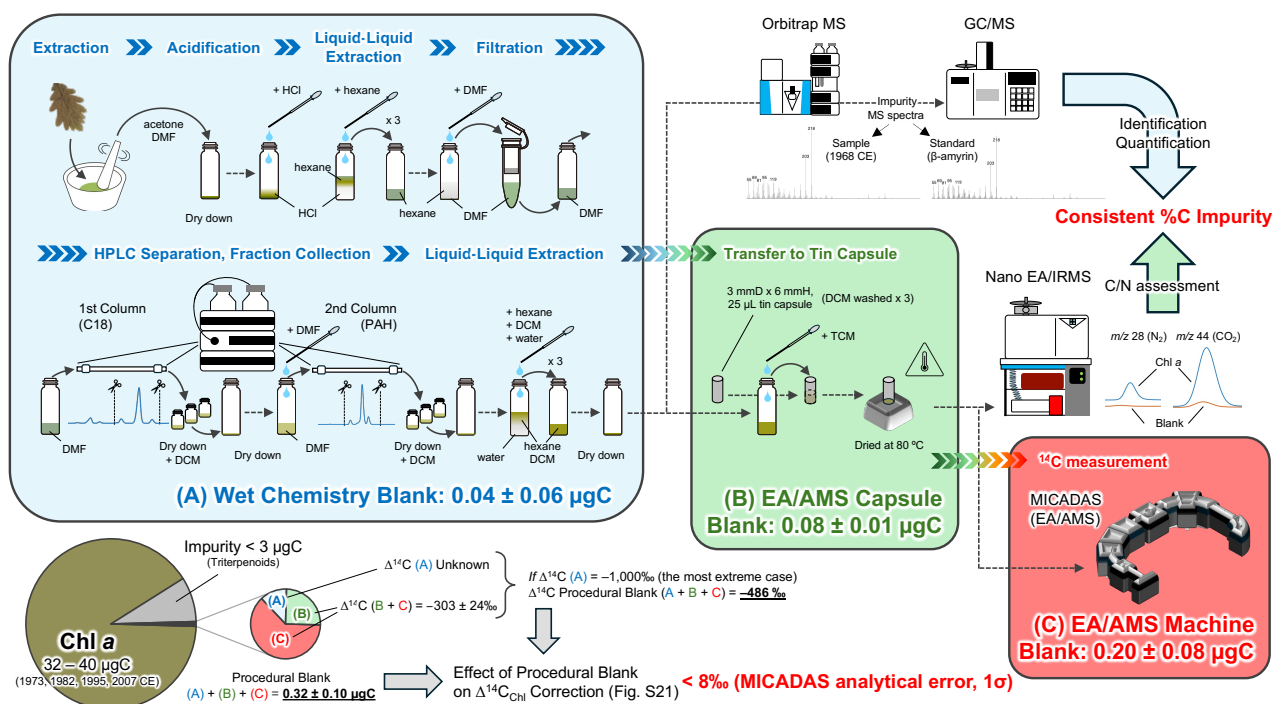 Extraction
Acidification
Liquid-Liquid
Extraction
Filtration
+ HCl
+ hexane
+ DMF
x 3
acetone
DMF
hexane
Dry down
HCl
hexane
DMF
DMF
HPLC Separation, Fraction Collection
Liquid-Liquid Extraction
1st Column
(C18)
2nd Column
(PAH)
+ DMF
+ hexane
+ DCM
+ water
x 3
DMF
Dry down
+ DCM
Dry down
DMF
Dry down
+ DCM
water
hexane
DCM
Dry down
(A) Wet Chemistry Blank: 0.04 ± 0.06 µgC
Orbitrap MS
GC/MS
Impurity
MS spectra
Sample
(1968 CE)
Standard
(β-amyrin)
218
203
119
218
203
119
Identification
Quantification
Consistent %C Impurity
C/N assessment
Transfer to Tin Capsule
3 mmD x 6 mmH,
25 µL tin capsule
(DCM washed x 3)
+ TCM
Dried at 80 ºC
(B) EA/AMS Capsule
Blank: 0.08 ± 0.01 µgC
Nano EA/IRMS
m/z 28 (N₂)
m/z 44 (CO₂)
Chl a
Blank
¹⁴C measurement
MICADAS
(EA/AMS)
(C) EA/AMS Machine
Blank: 0.20 ± 0.08 µgC
Impurity < 3 µgC
(Triterpenoids)
Chl a
32 – 40 µgC
(1973, 1982, 1995, 2007 CE)
(A)
(B)
(C)
Δ¹⁴C (A) Unknown
Δ¹⁴C (B + C) = −303 ± 24‰
If Δ¹⁴C (A) = −1,000‰ (the most extreme case)
Δ¹⁴C Procedural Blank (A + B + C) = −486 ‰
Procedural Blank
(A) + (B) + (C) = 0.32 ± 0.10 µgC
Effect of Procedural Blank
on Δ¹⁴C_Chl Correction (Fig. S21)
< 8‰ (MICADAS analytical error, 1σ)